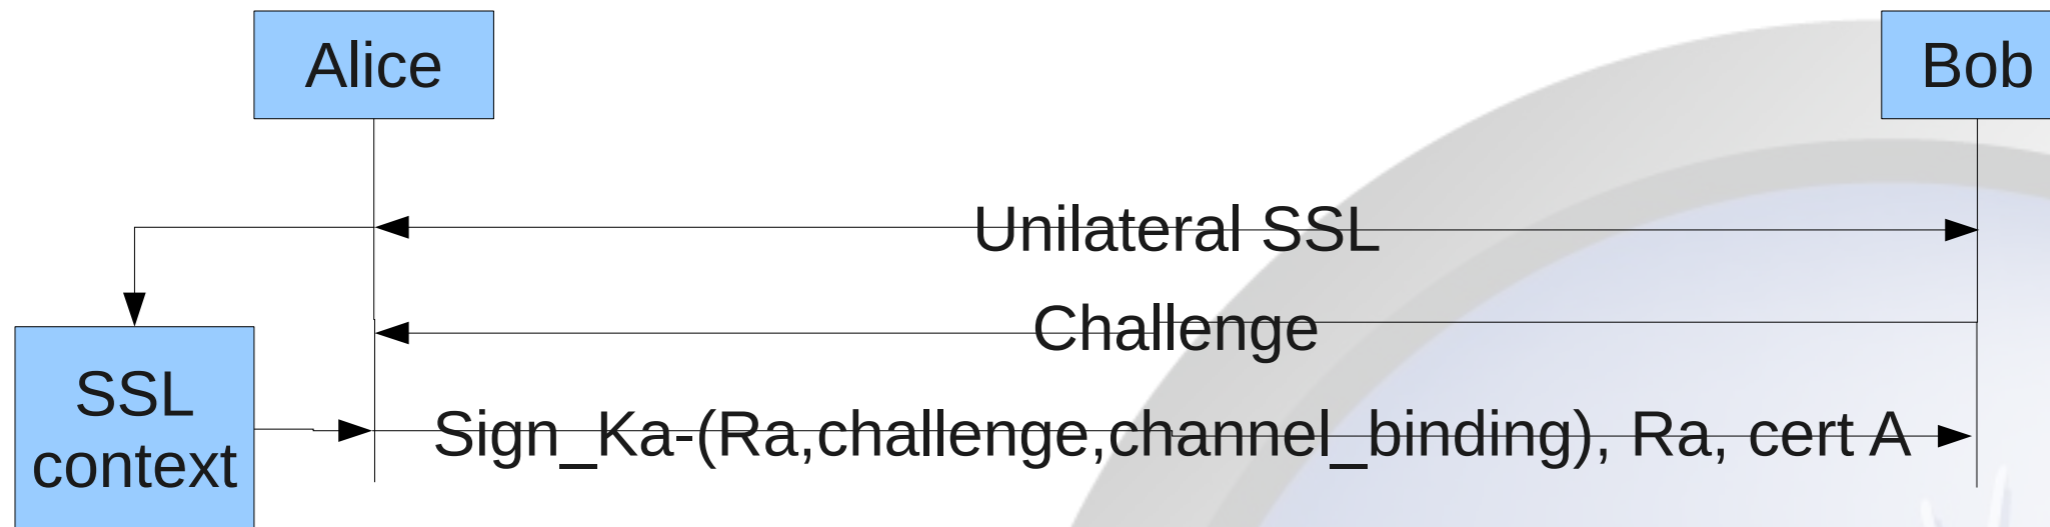 Alice
Bob
Unilateral SSL
Challenge
SSL
context
Sign_Ka-(Ra,challenge,channel_binding), Ra, cert A